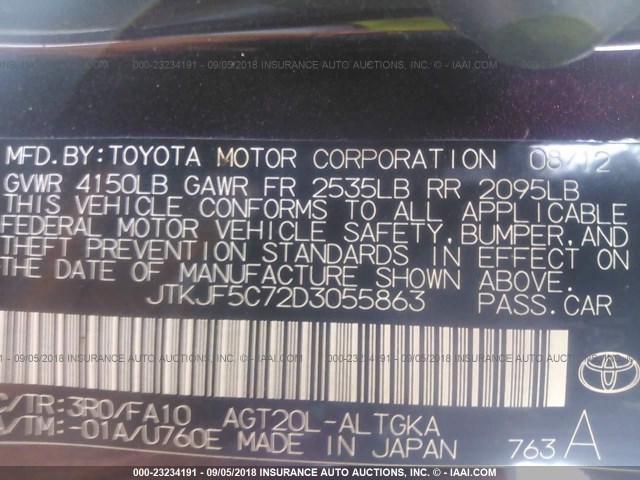 000-23234191 - 09/05/2018 - INSURANCE AUTO AUCTIONS, INC. © - IAAI.COM
MFD.BY:TOYOTA MOTOR CORPORATION 08/12
GVWR 4150LB GAWR FR 2535LB RR 2095LB
THIS VEHICLE CONFORMS TO ALL APPLICABLE
FEDERAL MOTOR VEHICLE SAFETY,BUMPER,AND
THEFT PREVENTION STANDARDS IN EFFECT ON
THE DATE OF MANUFACTURE SHOWN ABOVE.
JTKJF5C72D3055863 PASS.CAR
000-23234191 - 09/05/2018 - INSURANCE AUTO AUCTIONS, INC. © - IAAI.COM
C/TR:3R0/FA10 AGT20L-ALTGKA
A/TM:-01A/U760E MADE IN JAPAN 763 A
000-23234191 - 09/05/2018 - INSURANCE AUTO AUCTIONS, INC. © - IAAI.COM